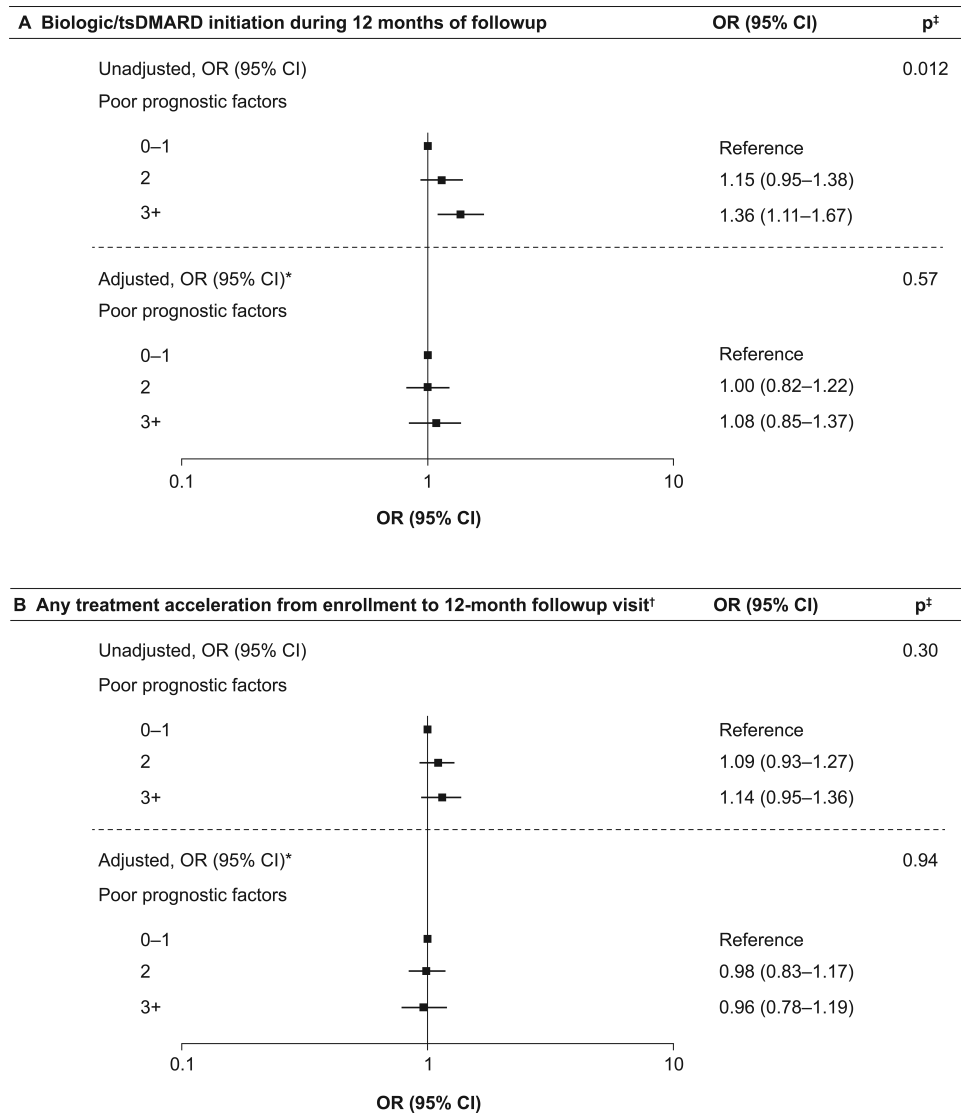 A Biologic/tsDMARD initiation during 12 months of followup OR (95% CI) p‡
Unadjusted, OR (95% CI) 0.012
Poor prognostic factors
0–1 Reference
2 1.15 (0.95–1.38)
3+ 1.36 (1.11–1.67)
Adjusted, OR (95% CI)* 0.57
Poor prognostic factors
0–1 Reference
2 1.00 (0.82–1.22)
3+ 1.08 (0.85–1.37)
0.1 1 10
OR (95% CI)
B Any treatment acceleration from enrollment to 12-month followup visit† OR (95% CI) p‡
Unadjusted, OR (95% CI) 0.30
Poor prognostic factors
0–1 Reference
2 1.09 (0.93–1.27)
3+ 1.14 (0.95–1.36)
Adjusted, OR (95% CI)* 0.94
Poor prognostic factors
0–1 Reference
2 0.98 (0.83–1.17)
3+ 0.96 (0.78–1.19)
0.1 1 10
OR (95% CI)